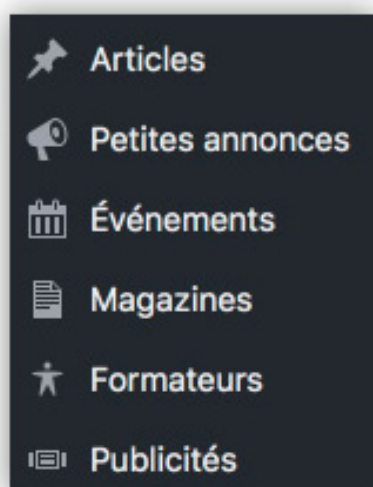 Articles
Petites annonces
Événements
Magazines
Formateurs
Publicités